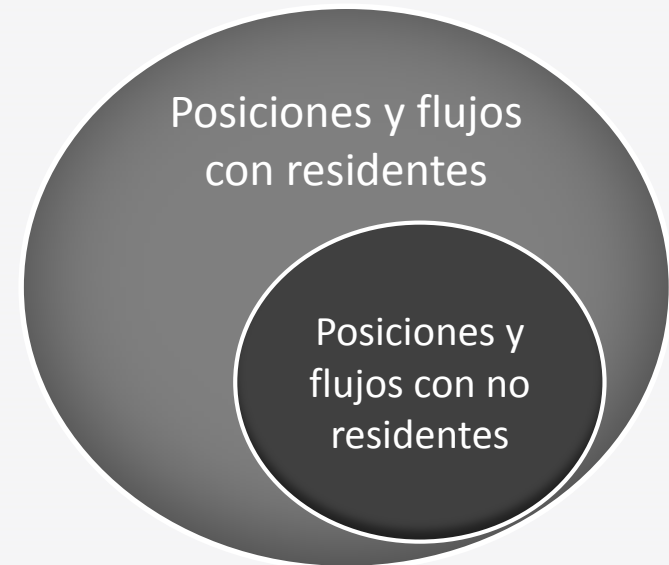 Posiciones y flujos
con residentes
Posiciones y
flujos con no
residentes